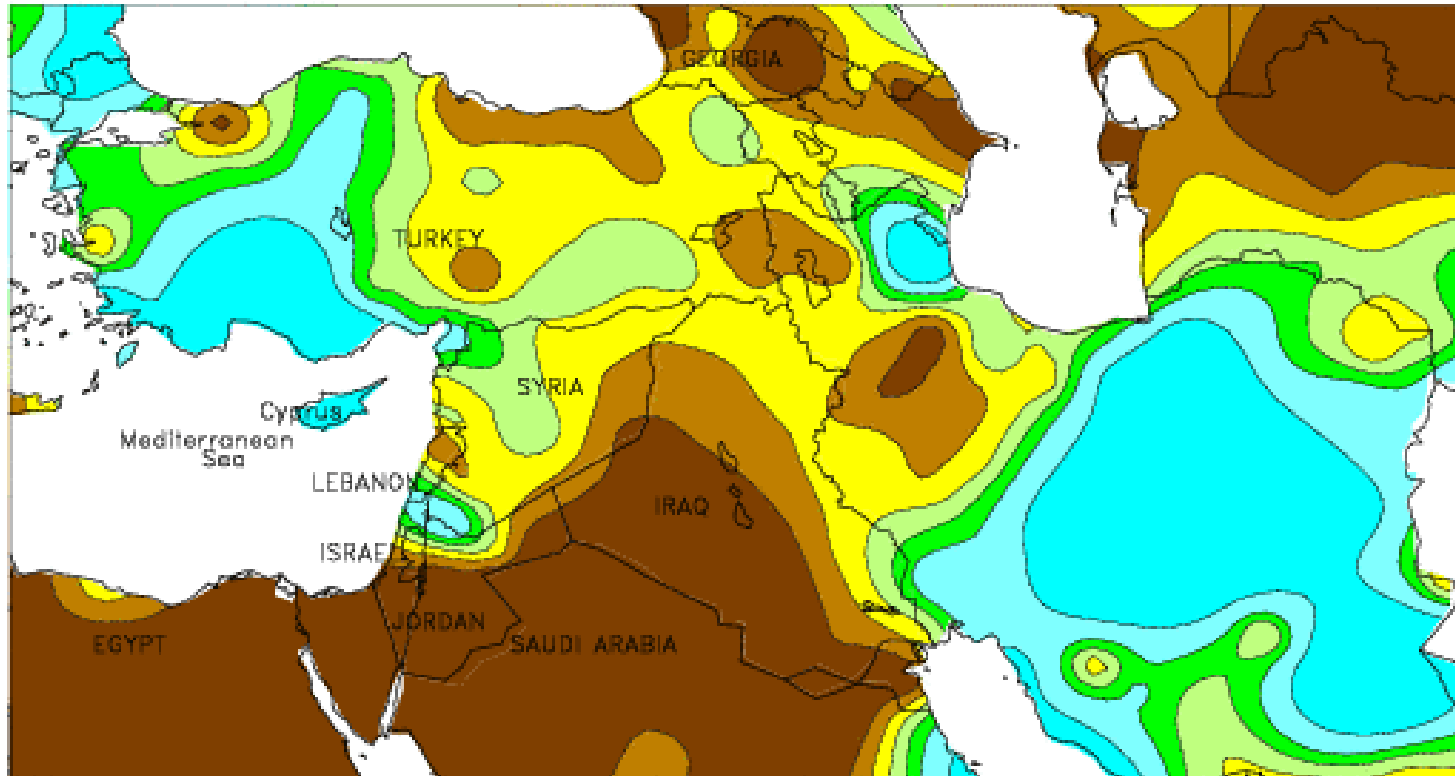 GEORGIA
TURKEY
SYRIA
Cyprus
Mediterranean
Sea
LEBANON
IRAQ
ISRAEL
JORDAN
EGYPT
SAUDI ARABIA